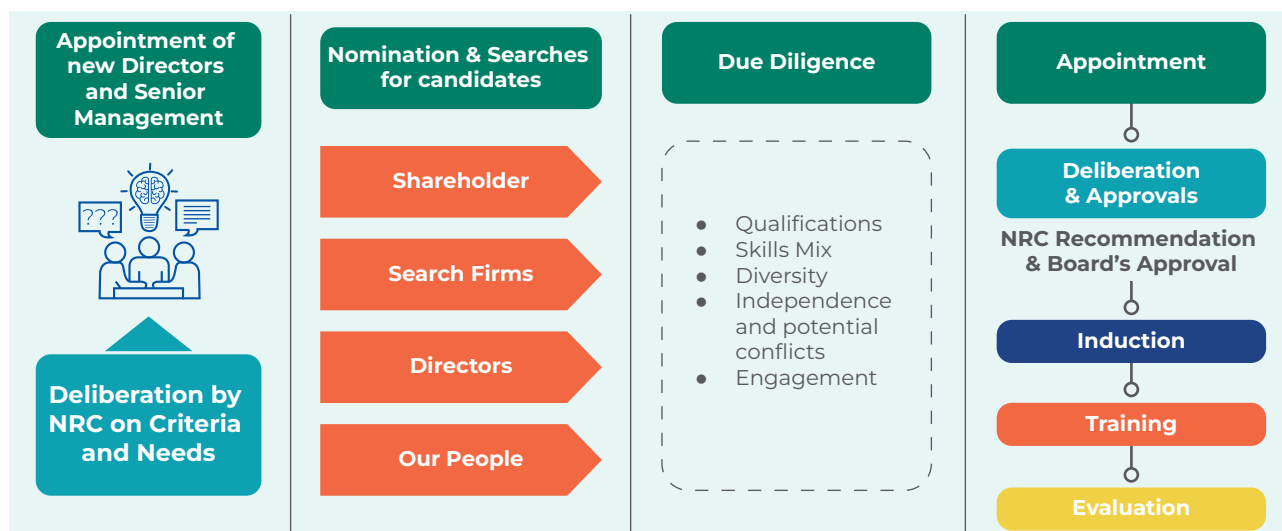 Appointment of
new Directors
and Senior
Management
???
Deliberation by
NRC on Criteria
and Needs
Nomination & Searches
for candidates
Shareholder
Search Firms
Directors
Our People
Due Diligence
● Qualifications
● Skills Mix
● Diversity
● Independence
and potential
conflicts
● Engagement
Appointment
Deliberation
& Approvals
NRC Recommendation
& Board’s Approval
Induction
Training
Evaluation